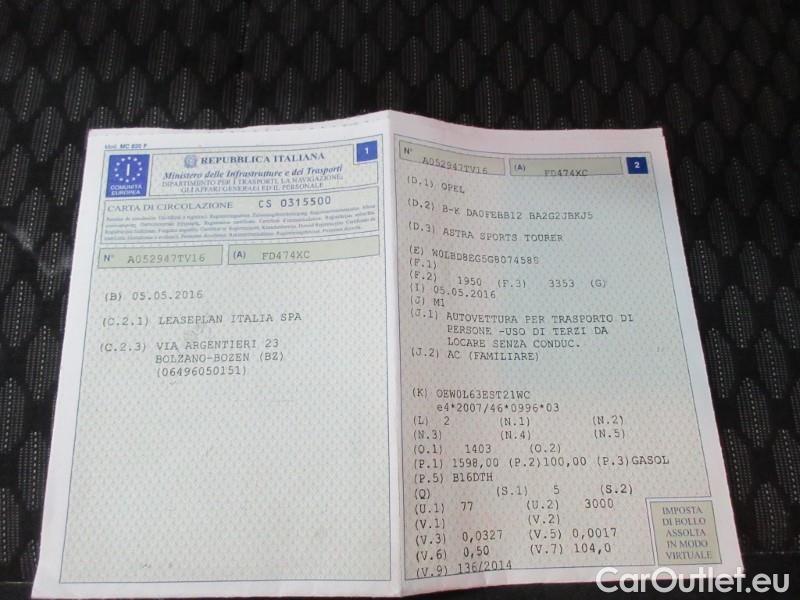 Mod. MC 820 F
1
COMUNITÀ
EUROPEA
I
REPUBBLICA ITALIANA
Ministero delle Infrastrutture e dei Trasporti
DIPARTIMENTO PER I TRASPORTI, LA NAVIGAZIONE,
GLI AFFARI GENERALI ED IL PERSONALE
CARTA DI CIRCOLAZIONE CS 0315500
N° A052947TV16 (A) FD474XC
(B) 05.05.2016
(C.2.1) LEASEPLAN ITALIA SPA
(C.2.3) VIA ARGENTIERI 23
BOLZANO-BOZEN (BZ)
(06496050151)
N° A052947TV16 (A) FD474XC 2
(D.1) OPEL
(D.2) B-K DA0FEBB12 BA2G2JBKJ5
(D.3) ASTRA SPORTS TOURER
(E) W0LBD8EG5G8074588
(F.1)
(F.2) 1950 (F.3) 3353 (G)
(I) 05.05.2016
(J) M1
(J.1) AUTOVETTURA PER TRASPORTO DI
PERSONE -USO DI TERZI DA
LOCARE SENZA CONDUC.
(J.2) AC (FAMILIARE)
(K) OEW0L63EST21WC
e4*2007/46*0996*03
(L) 2 (N.1) (N.2)
(N.3) (N.4) (N.5)
(O.1) 1403 (O.2)
(P.1) 1598,00 (P.2)100,00 (P.3)GASOL
(P.5) B16DTH
(Q) (S.1) 5 (S.2)
(U.1) 77 (U.2) 3000
(V.1) (V.2)
(V.3) 0,0327 (V.5) 0,0017
(V.6) 0,50 (V.7) 104,0
(V.9) 136/2014
IMPOSTA
DI BOLLO
ASSOLTA
IN MODO
VIRTUALE
CarOutlet.eu